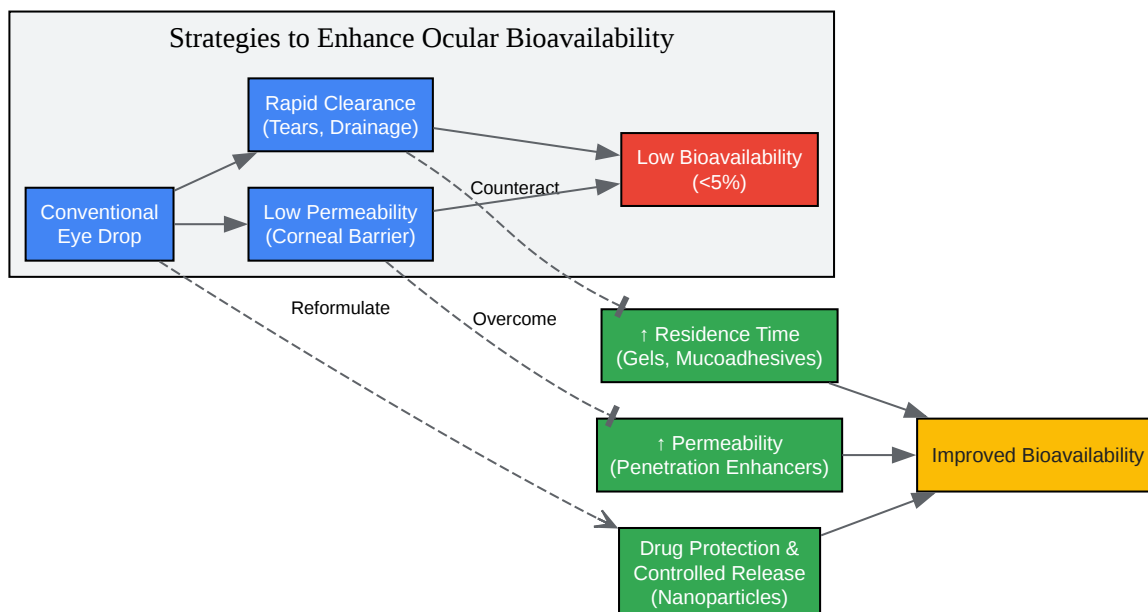 Strategies to Enhance Ocular Bioavailability
Rapid Clearance
(Tears, Drainage)
Low Bioavailability
(<5%)
Counteract
Conventional
Eye Drop
Low Permeability
(Corneal Barrier)
Reformulate
Overcome
↑ Residence Time
(Gels, Mucoadhesives)
↑ Permeability
(Penetration Enhancers)
Improved Bioavailability
Drug Protection &
Controlled Release
(Nanoparticles)